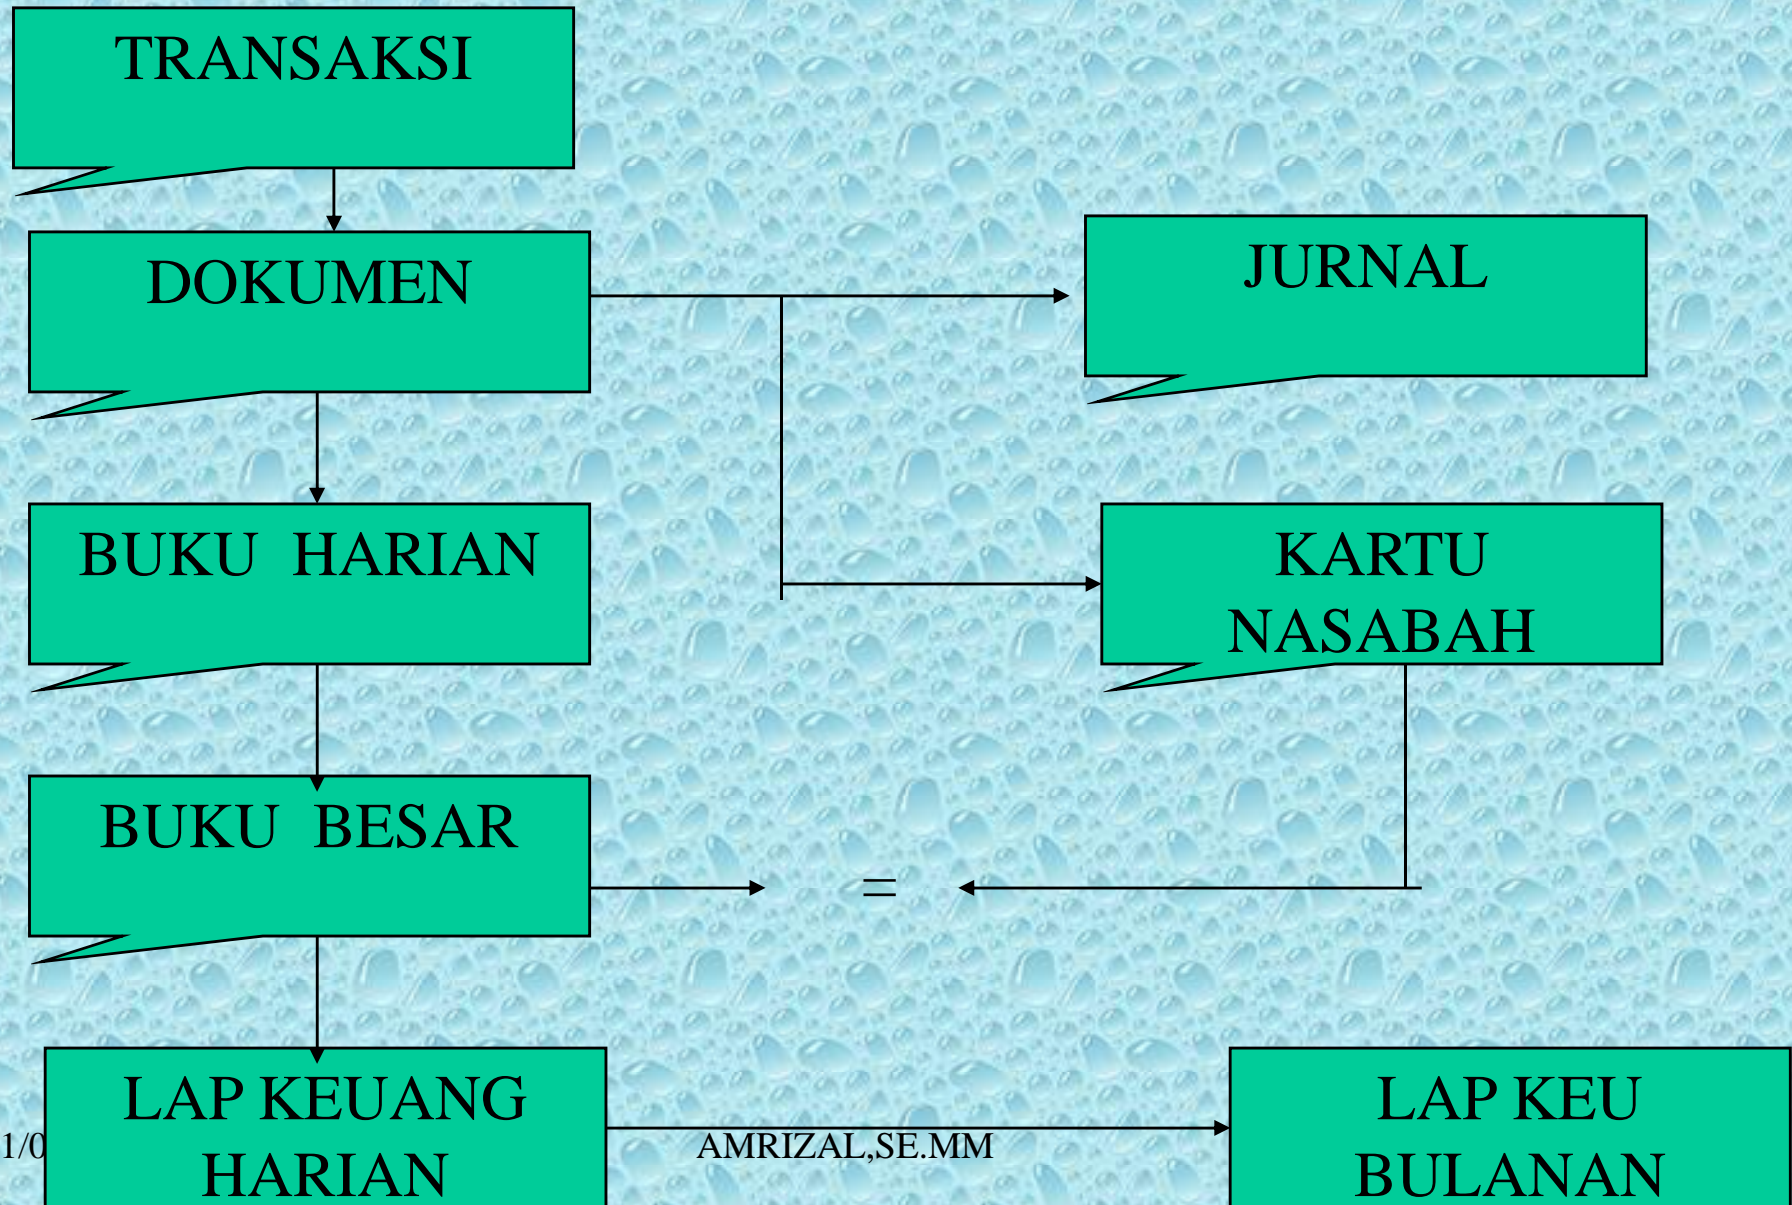 TRANSAKSI
DOKUMEN
JURNAL
BUKU HARIAN
KARTU
NASABAH
BUKU BESAR
=
LAP KEUANG
HARIAN
LAP KEU
BULANAN
1/0
AMRIZAL,SE.MM